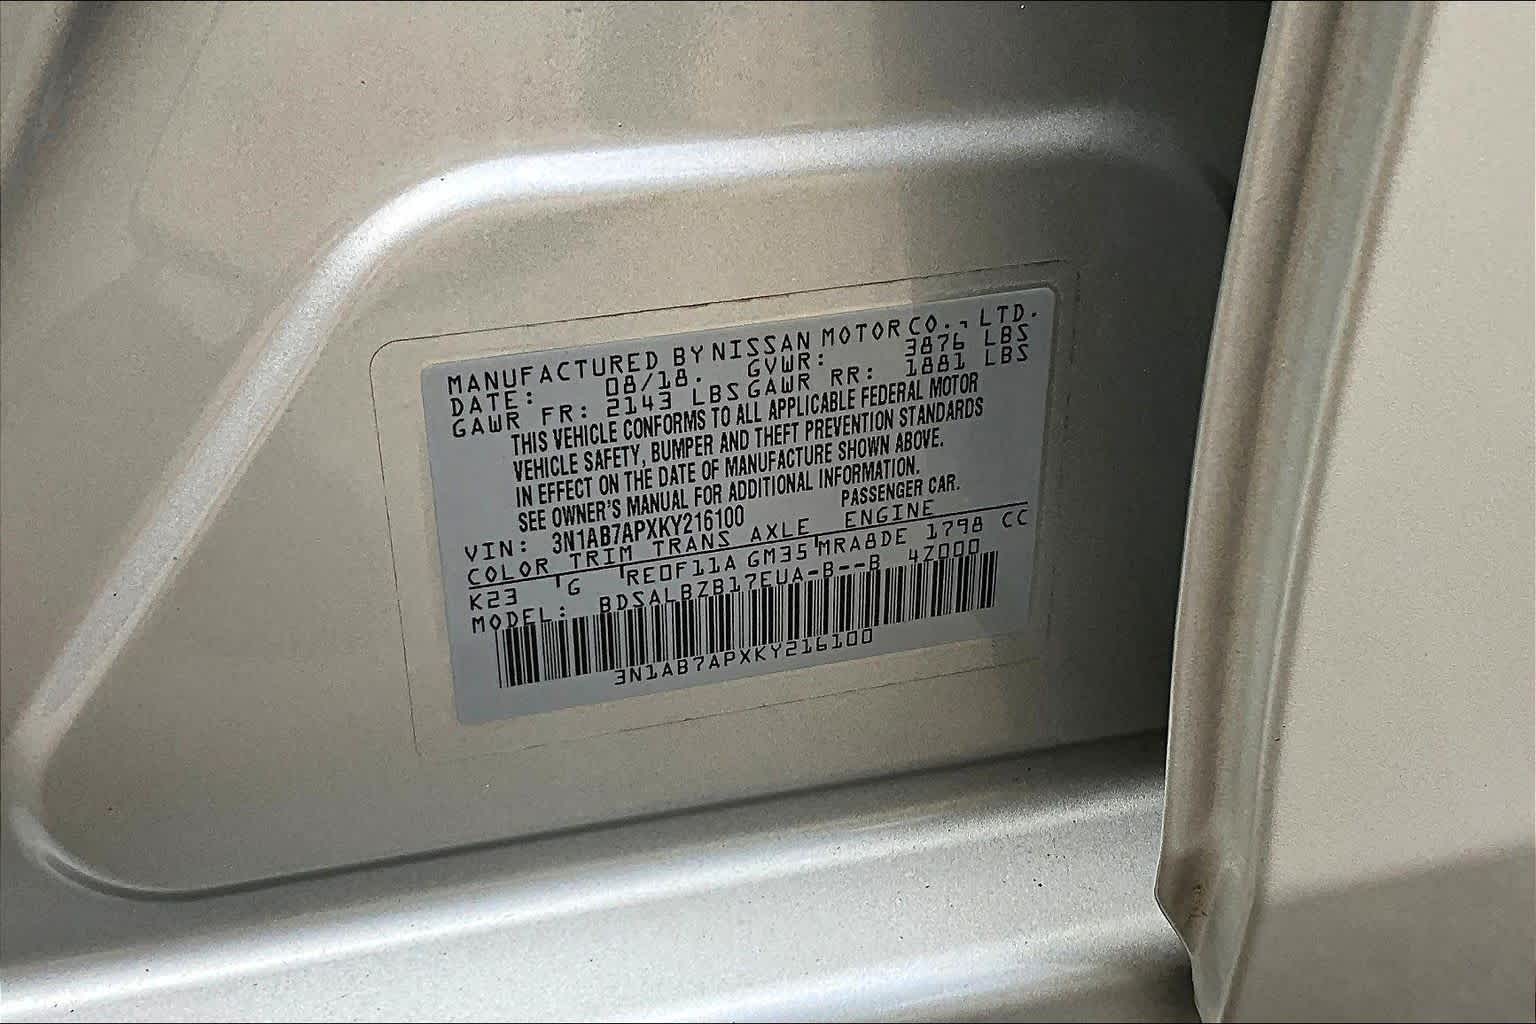 MANUFACTURED BY NISSAN MOTOR CO., LTD.
DATE: 08/18. GVWR: 3876 LBS
GAWR FR: 2143 LBS GAWR RR: 1881 LBS
THIS VEHICLE CONFORMS TO ALL APPLICABLE FEDERAL MOTOR
VEHICLE SAFETY, BUMPER AND THEFT PREVENTION STANDARDS
IN EFFECT ON THE DATE OF MANUFACTURE SHOWN ABOVE.
SEE OWNER'S MANUAL FOR ADDITIONAL INFORMATION.
VIN: 3N1AB7APXKY216100 PASSENGER CAR.
COLOR TRIM TRANS AXLE ENGINE
K23 G RE0F11A GM35 MRA8DE 1798 CC
MODEL: BDSALBZB17EUA-B--B 4Z000
3N1AB7APXKY216100